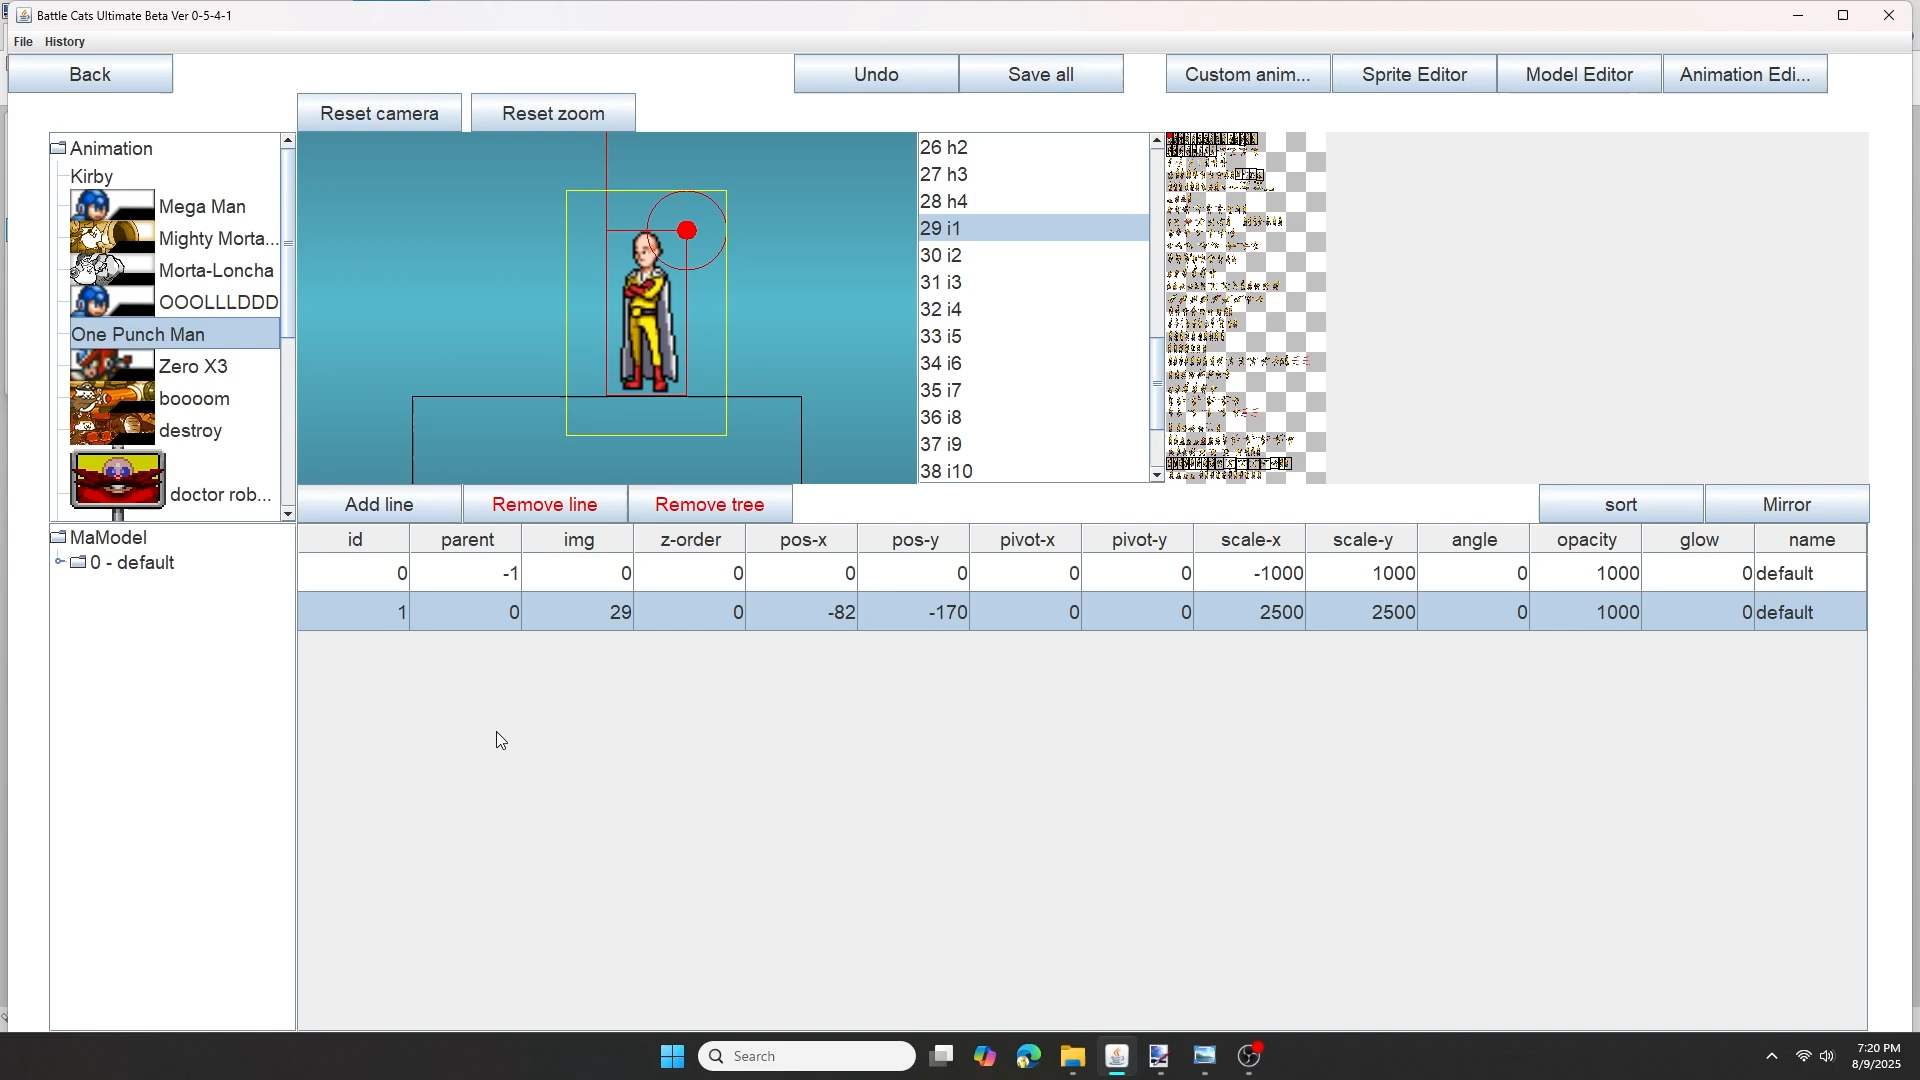 Battle Cats Ultimate Beta Ver 0-5-4-1
File History
Back Undo Save all Custom anim... Sprite Editor Model Editor Animation Edi...
Reset camera Reset zoom
Animation
Kirby
Mega Man
Mighty Morta...
Morta-Loncha
OOOLLLDDD
One Punch Man
Zero X3
boooom
destroy
doctor rob...
26 h2
27 h3
28 h4
29 i1
30 i2
31 i3
32 i4
33 i5
34 i6
35 i7
36 i8
37 i9
38 i10
Add line Remove line Remove tree sort Mirror
MaModel
0 - default
id parent img z-order pos-x pos-y pivot-x pivot-y scale-x scale-y angle opacity glow name
0 -1 0 0 0 0 0 0 -1000 1000 0 1000 0 default
1 0 29 0 -82 -170 0 0 2500 2500 0 1000 0 default
Search
7:20 PM
8/9/2025